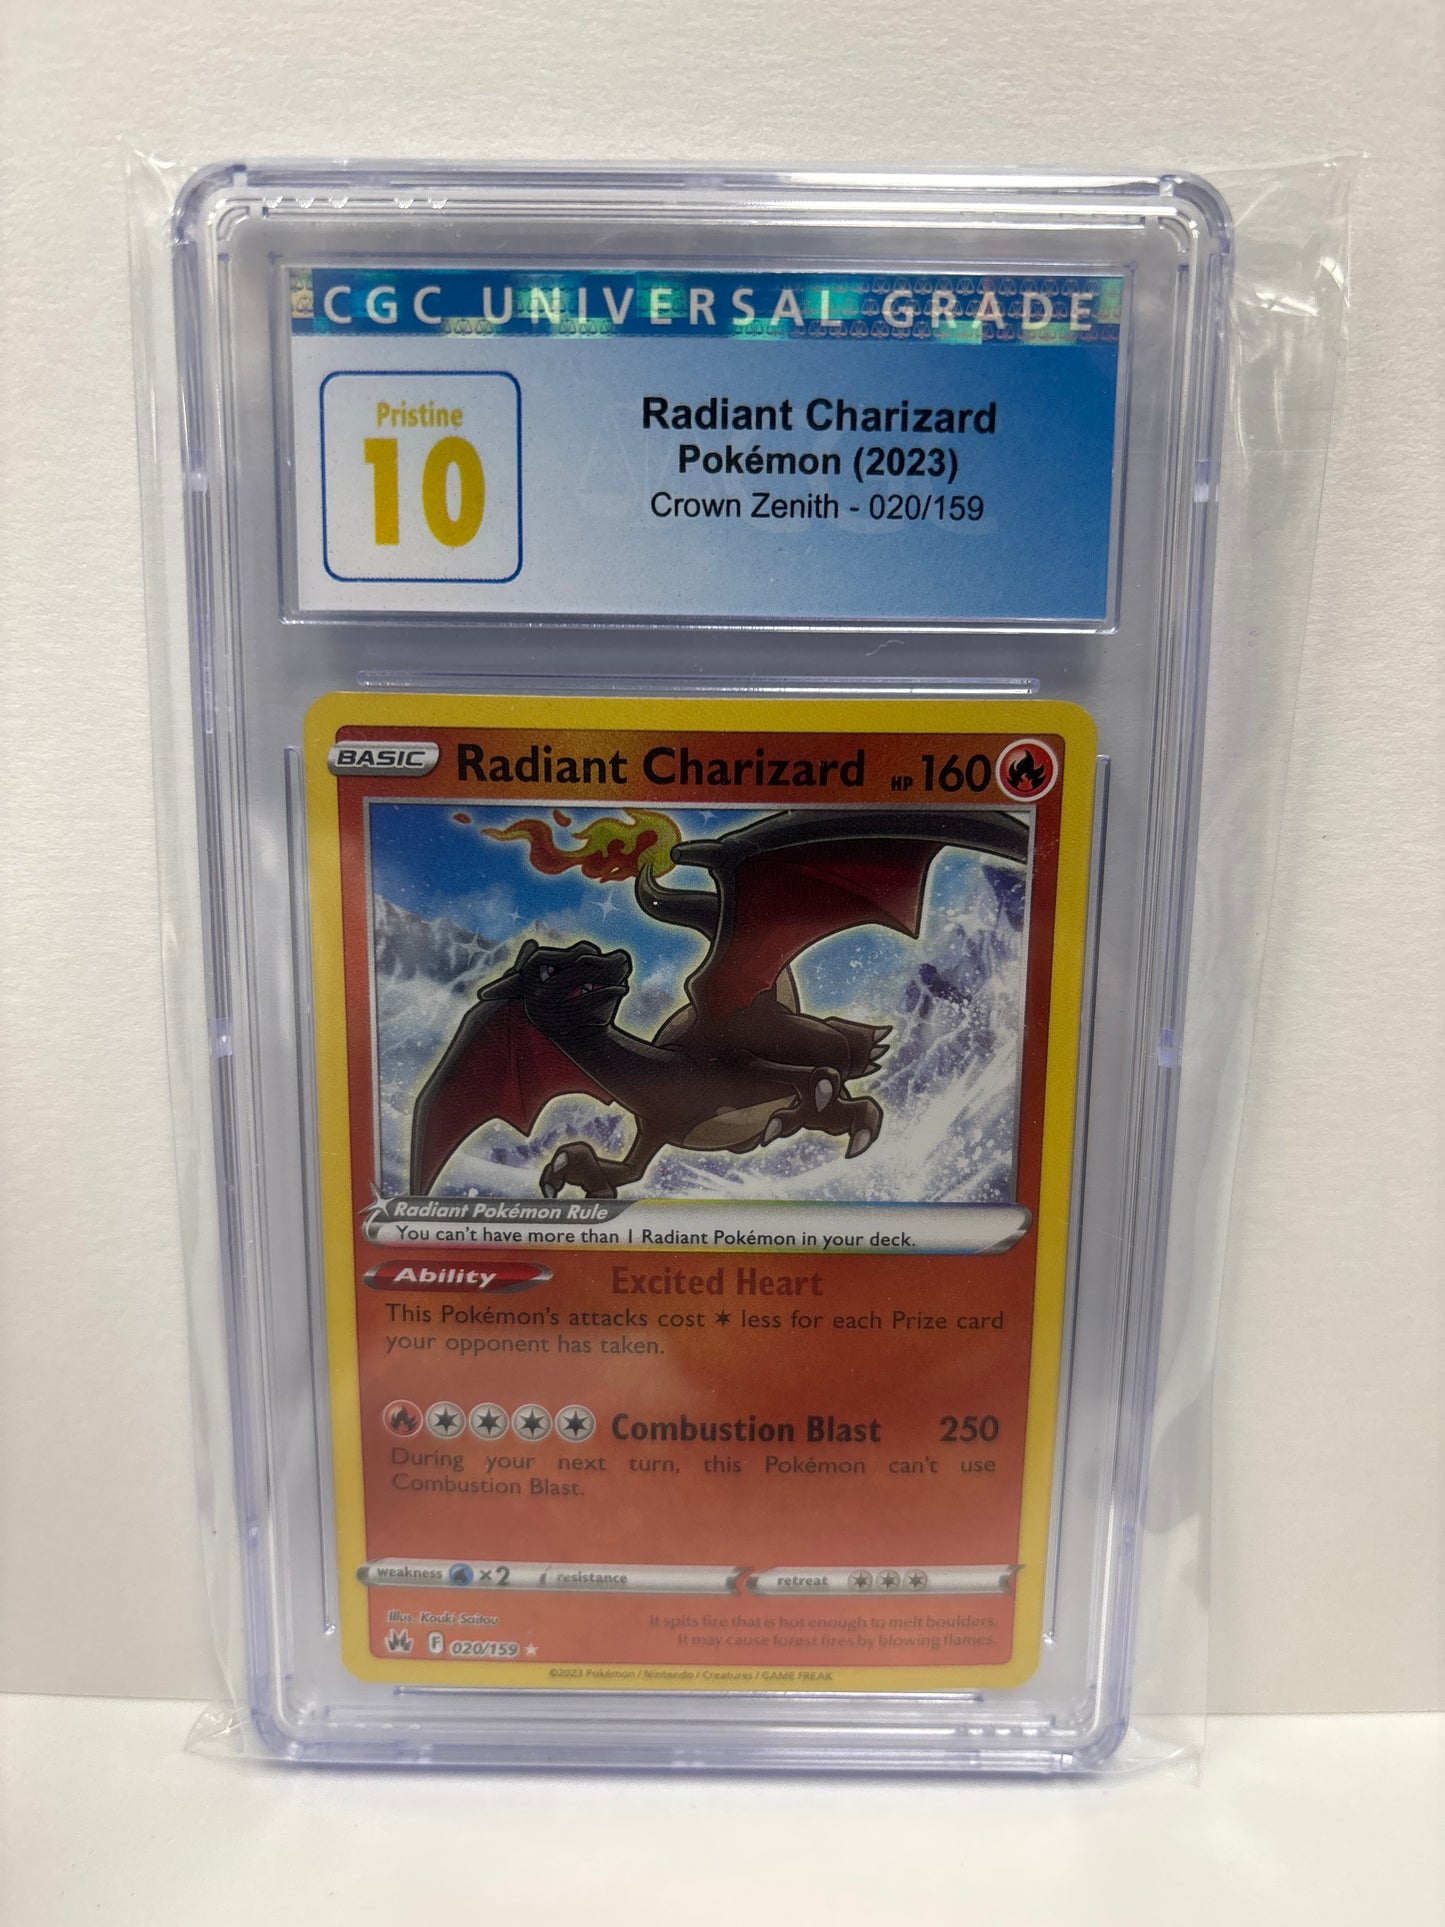 CGC UNIVERSAL GRADE
Pristine
10
Radiant Charizard
Pokémon (2023)
Crown Zenith - 020/159
BASIC Radiant Charizard HP 160
Radiant Pokémon Rule
You can't have more than 1 Radiant Pokémon in your deck.
Ability Excited Heart
This Pokémon's attacks cost ✶ less for each Prize card
your opponent has taken.
Combustion Blast 250
During your next turn, this Pokémon can't use
Combustion Blast.
weakness ×2 resistance retreat
Illus. Kouki Saitou
It spits fire that is hot enough to melt boulders.
It may cause forest fires by blowing flames.
F 020/159 ★
©2023 Pokémon / Nintendo / Creatures / GAME FREAK